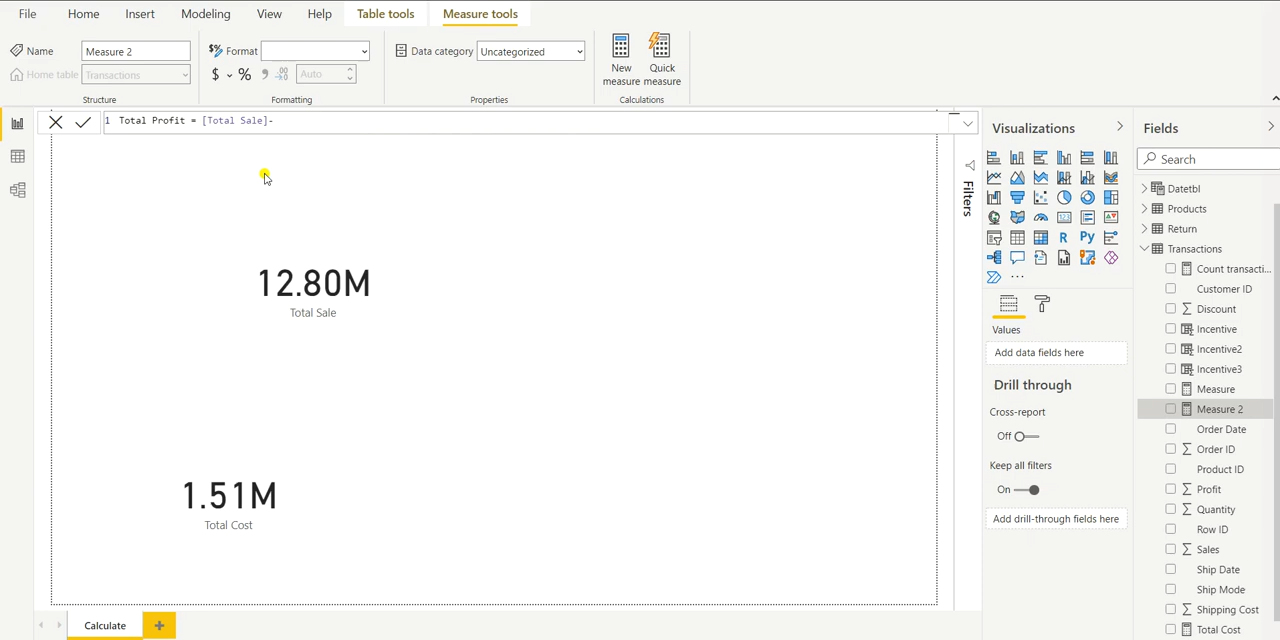 File Home Insert Modeling View Help Table tools Measure tools
Name Measure 2 $% Format Data category Uncategorized
Home table Transactions $ % Auto New measure Quick measure
Structure Formatting Properties Calculations
1 Total Profit = [Total Sale]-
Visualizations
Fields
Search
Filters
Datebl
Products
Return
Transactions
Count transacti...
Customer ID
Discount
Incentive
Incentive2
Incentive3
Measure
Measure 2
Order Date
Order ID
Product ID
Profit
Quantity
Row ID
Sales
Ship Date
Ship Mode
Shipping Cost
Total Cost
R Py
123
...
Values
Add data fields here
Drill through
Cross-report
Off
Keep all filters
On
Add drill-through fields here
12.80M
Total Sale
1.51M
Total Cost
Calculate